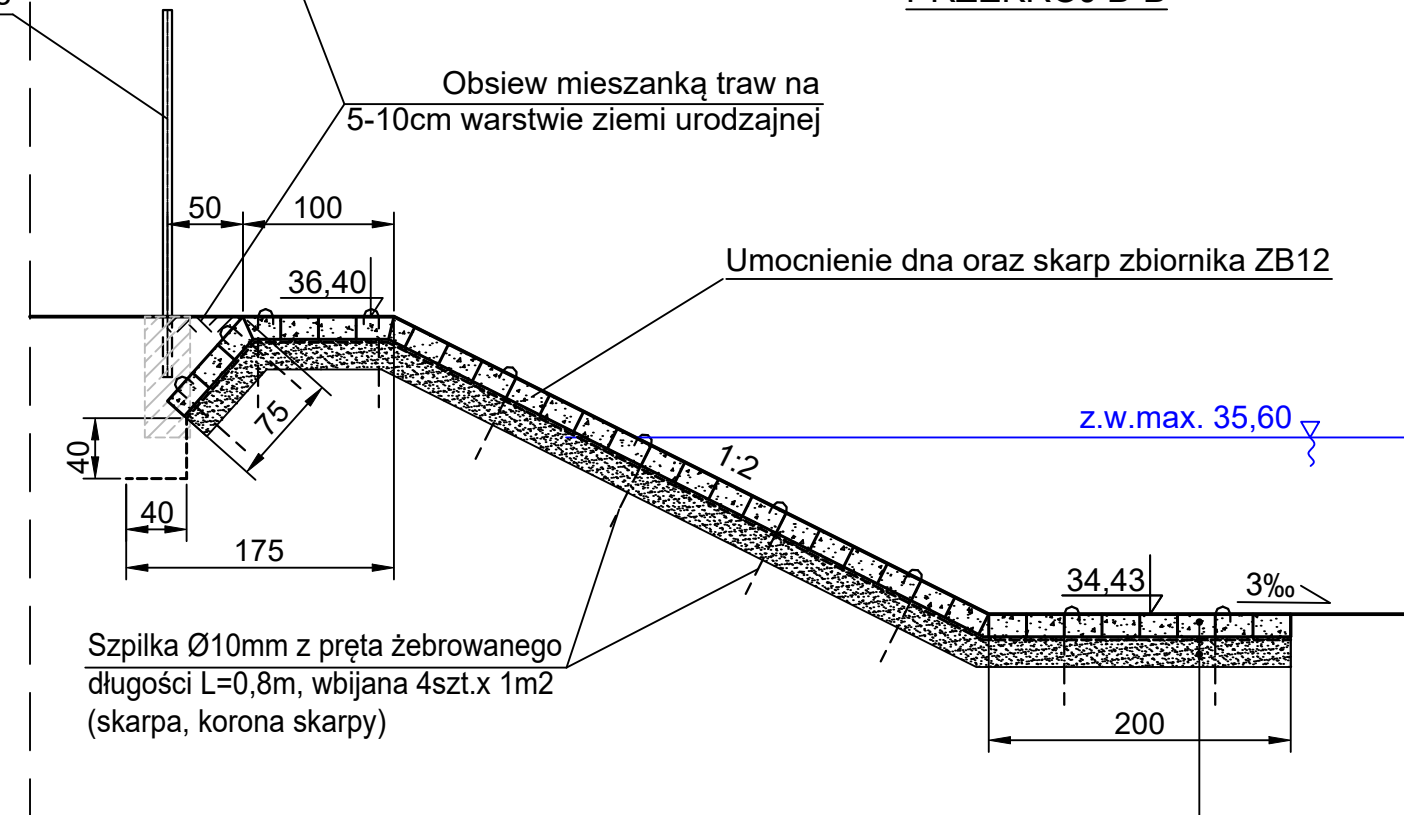 Obsiew mieszanką traw na
5-10cm warstwie ziemi urodzajnej
50
100
36,40
Umocnienie dna oraz skarp zbiornika ZB12
z.w.max. 35,60
1:2
75
40
40
175
34,43
3‰
200
Szpilka Ø10mm z pręta żebrowanego
długości L=0,8m, wbijana 4szt.x 1m2
(skarpa, korona skarpy)